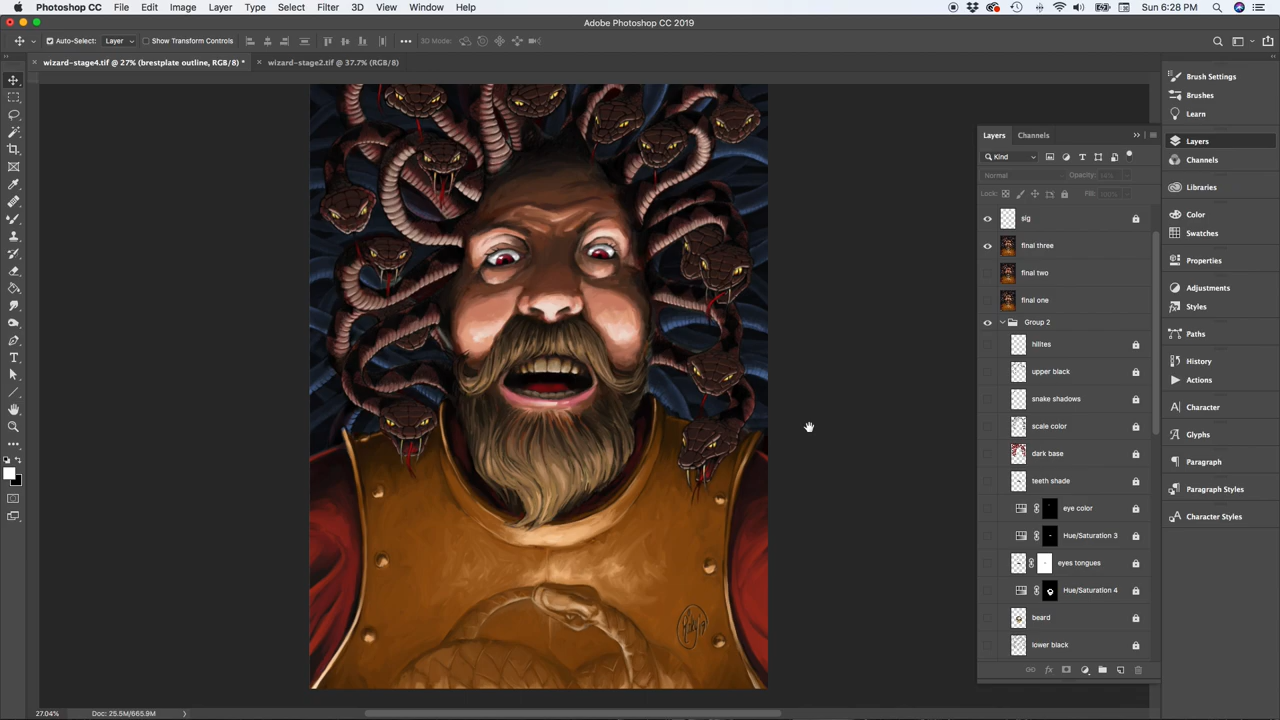 Photoshop CC File Edit Image Layer Type Select Filter 3D View Window Help Sun 6:28 PM
Adobe Photoshop CC 2019
Auto-Select: Layer Show Transform Controls 3D Mode:
wizard-stage4.tif @ 27% (brestplate outline, RGB/8) * wizard-stage2.tif @ 37.7% (RGB/8)
Layers Channels
Kind
Normal Opacity: 14%
Lock: Fill: 100%
sig
final three
final two
final one
Group 2
hilites
upper black
snake shadows
scale color
dark base
teeth shade
eye color
Hue/Saturation 3
eyes tongues
Hue/Saturation 4
beard
lower black
Brush Settings
Brushes
Learn
Layers
Channels
Libraries
Color
Swatches
Properties
Adjustments
Styles
Paths
History
Actions
Character
Glyphs
Paragraph
Paragraph Styles
Character Styles
27.04% Doc: 25.5M/665.9M